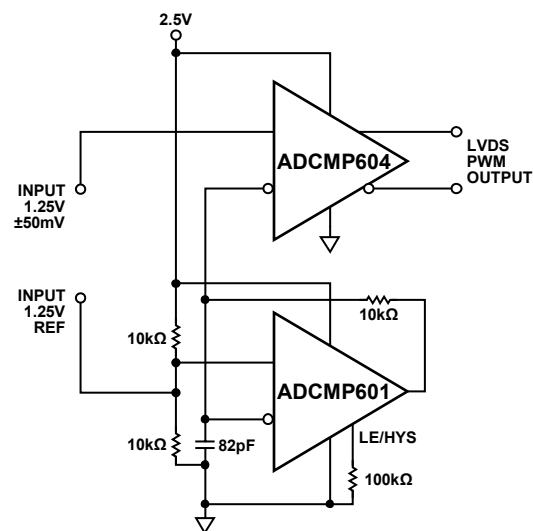 2.5V
ADCMP604
LVDS
PWM
OUTPUT
INPUT
1.25V
±50mV
INPUT
1.25V
REF
10kΩ
10kΩ
ADCMP601
10kΩ
82pF
LE/HYS
100kΩ